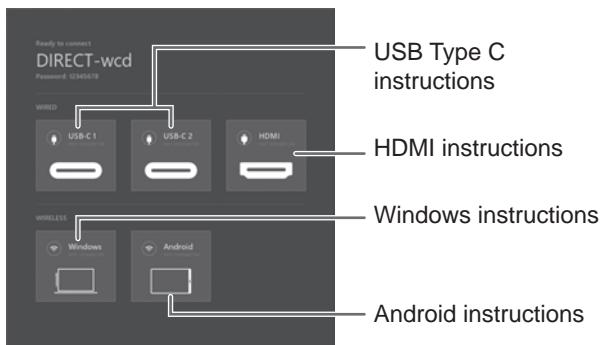 Ready to connect
DIRECT-wcd
Password: 12345678
WIRED
USB-C 1
USB-C 2
HDMI
WIRELESS
Windows
Android
USB Type C
instructions
HDMI instructions
Windows instructions
Android instructions